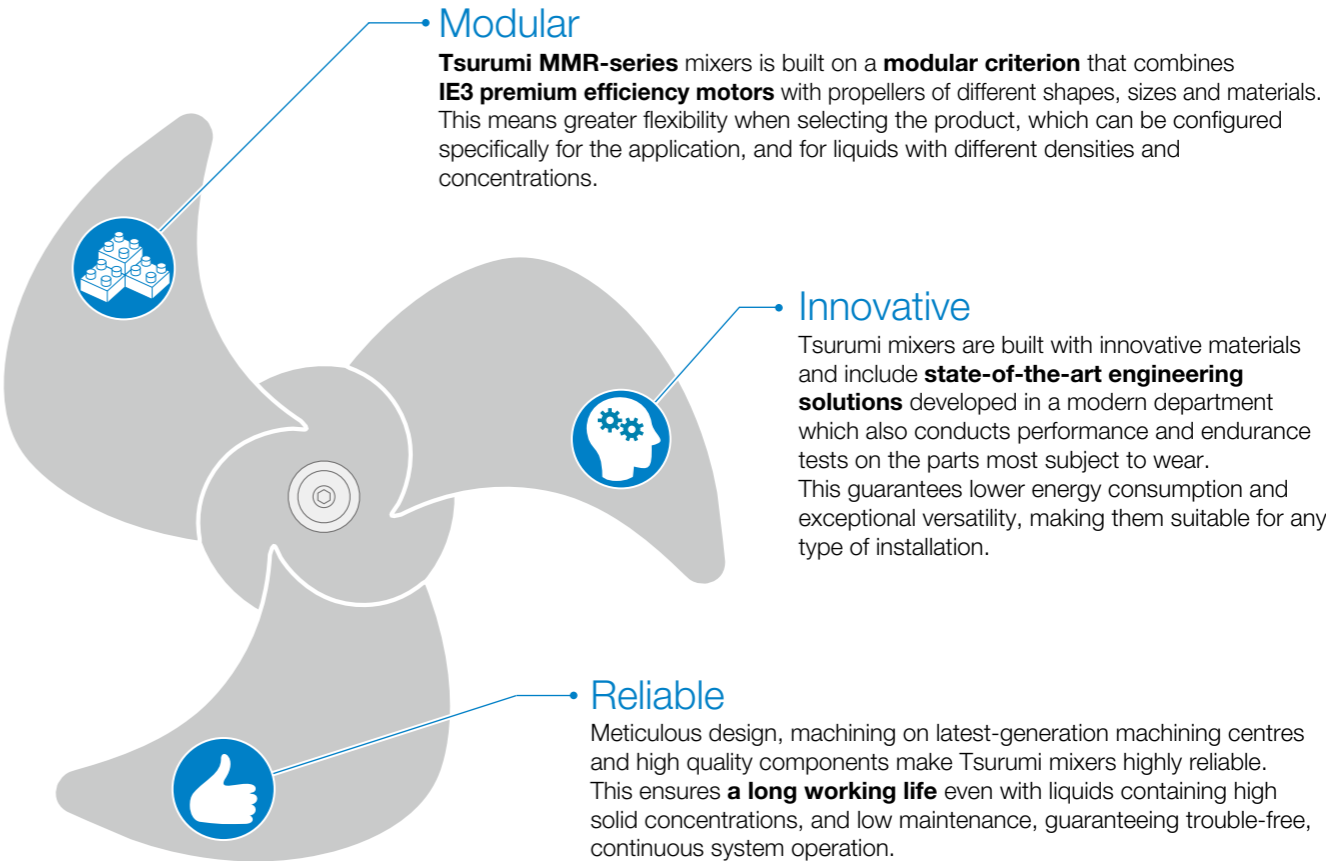 Modular
Tsurumi MMR-series mixers is built on a modular criterion that combines
IE3 premium efficiency motors with propellers of different shapes, sizes and materials.
This means greater flexibility when selecting the product, which can be configured
specifically for the application, and for liquids with different densities and
concentrations.
Innovative
Tsurumi mixers are built with innovative materials
and include state-of-the-art engineering
solutions developed in a modern department
which also conducts performance and endurance
tests on the parts most subject to wear.
This guarantees lower energy consumption and
exceptional versatility, making them suitable for any
type of installation.
Reliable
Meticulous design, machining on latest-generation machining centres
and high quality components make Tsurumi mixers highly reliable.
This ensures a long working life even with liquids containing high
solid concentrations, and low maintenance, guaranteeing trouble-free,
continuous system operation.